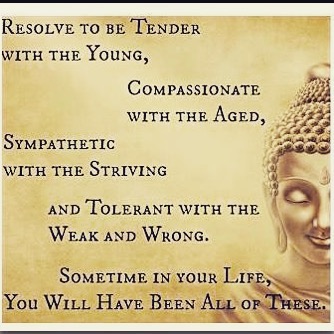 Resolve to be Tender
with the Young,
Compassionate
with the Aged,
Sympathetic
with the Striving
and Tolerant with the
Weak and Wrong.
Sometime in your Life,
You Will Have Been All of These.